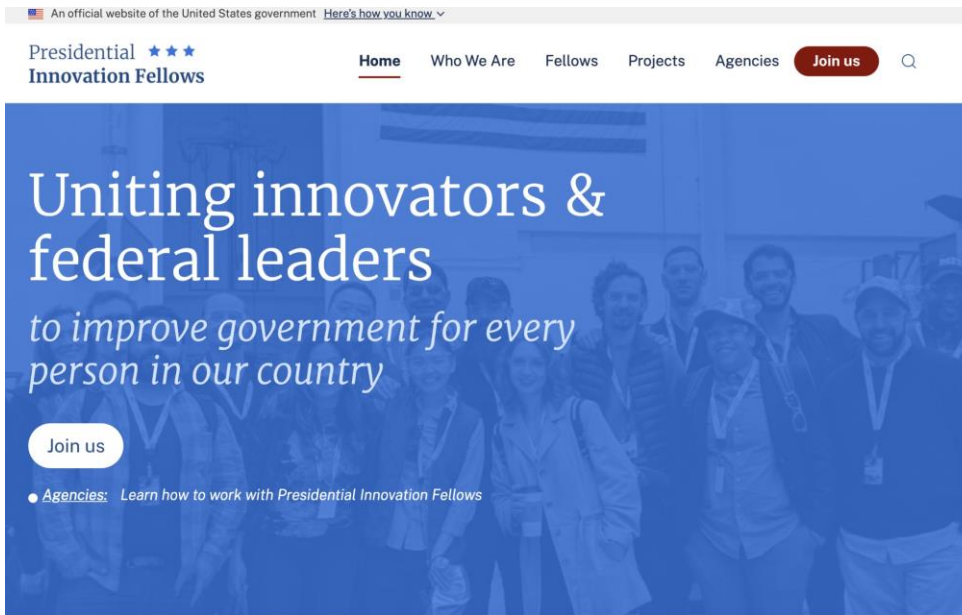 An official website of the United States government Here's how you know
Presidential
Innovation Fellows
Home Who We Are Fellows Projects Agencies Join us
Uniting innovators &
federal leaders
to improve government for every
person in our country
Join us
Agencies: Learn how to work with Presidential Innovation Fellows